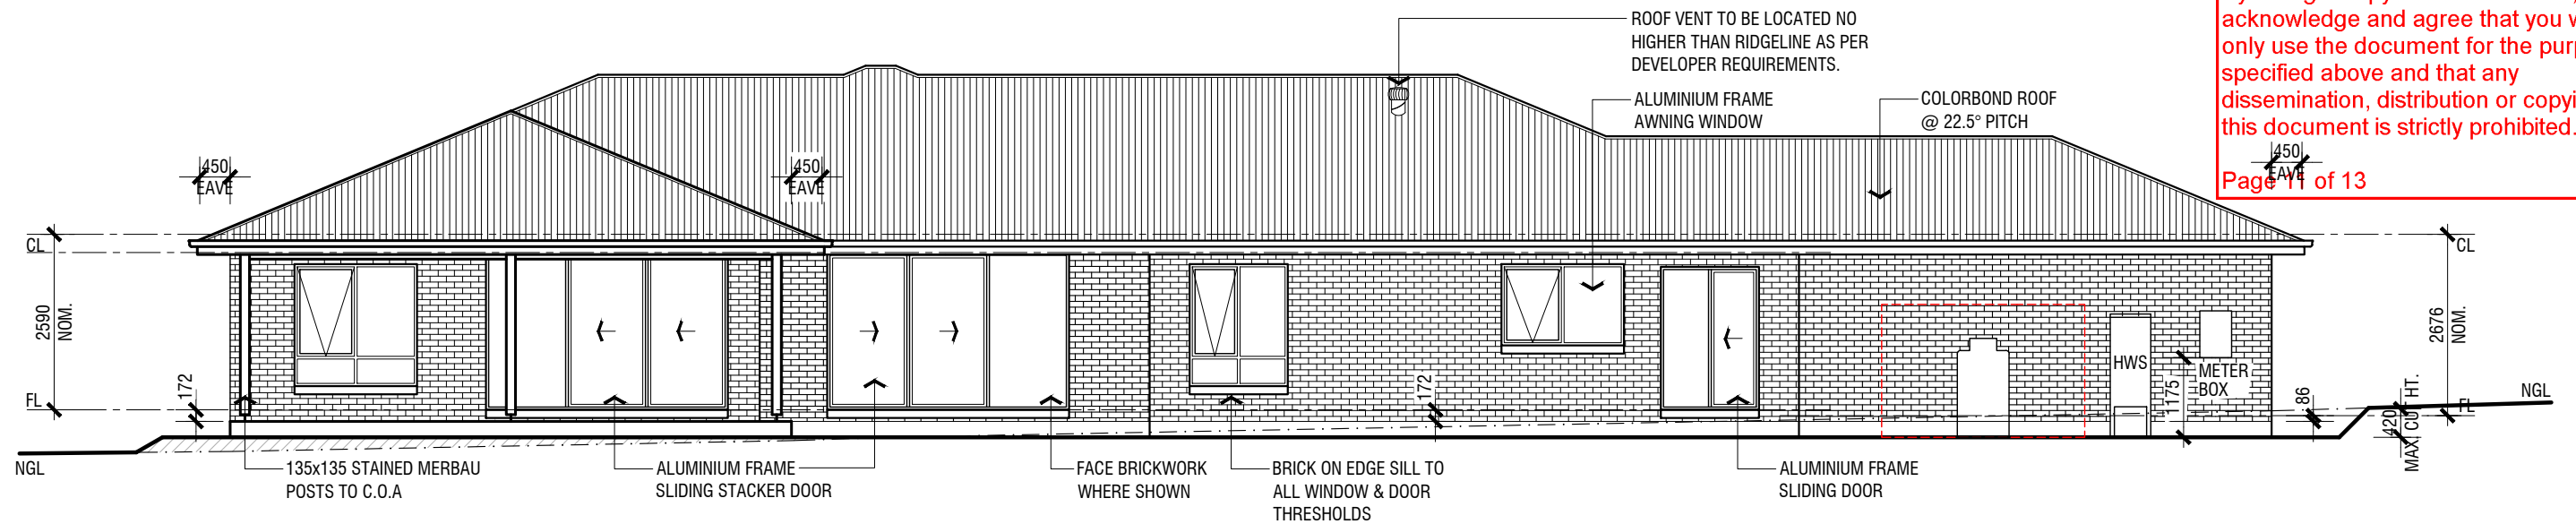 acknowledge and agree that you
only use the document for the
specified above and that any
dissemination, distribution or
this document is strictly prohibited.
Page 11 of 13
ROOF VENT TO BE LOCATED NO
HIGHER THAN RIDGELINE AS PER
DEVELOPER REQUIREMENTS.
ALUMINIUM FRAME
AWNING WINDOW
COLORBOND ROOF
@ 22.5° PITCH
450
EAVE
450
EAVE
450
EAVE
CL
2590
NOM.
FL
172
NGL
CL
2676
NOM.
FL
NGL
172
HWS
METER
BOX
1175
86
420
MAX. CUT HT.
135x135 STAINED MERBAU
POSTS TO C.O.A
ALUMINIUM FRAME
SLIDING STACKER DOOR
FACE BRICKWORK
WHERE SHOWN
BRICK ON EDGE SILL TO
ALL WINDOW & DOOR
THRESHOLDS
ALUMINIUM FRAME
SLIDING DOOR